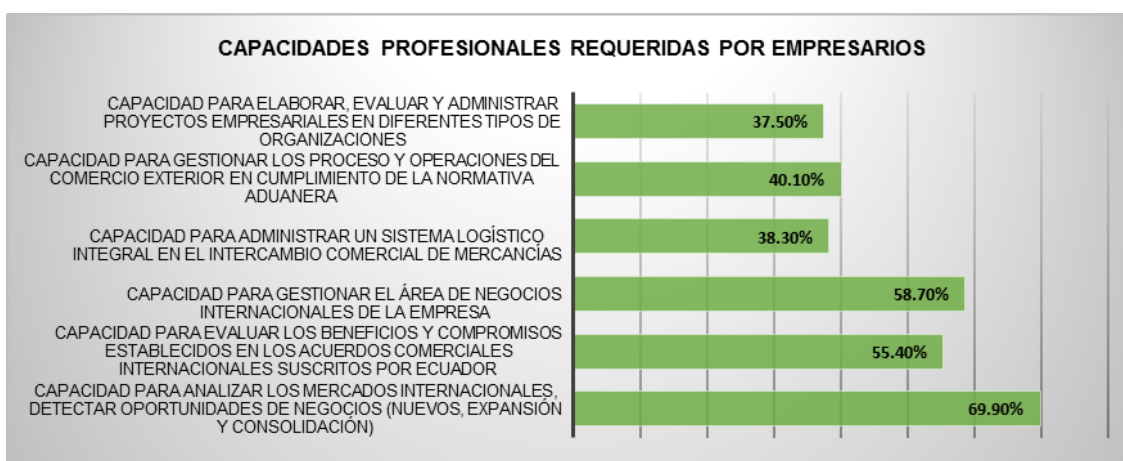 CAPACIDADES PROFESIONALES REQUERIDAS POR EMPRESARIOS
CAPACIDAD PARA ELABORAR, EVALUAR Y ADMINISTRAR
PROYECTOS EMPRESARIALES EN DIFERENTES TIPOS DE
ORGANIZACIONES
37.50%
CAPACIDAD PARA GESTIONAR LOS PROCESO Y OPERACIONES DEL
COMERCIO EXTERIOR EN CUMPLIMIENTO DE LA NORMATIVA
ADUANERA
40.10%
CAPACIDAD PARA ADMINISTRAR UN SISTEMA LOGÍSTICO
INTEGRAL EN EL INTERCAMBIO COMERCIAL DE MERCANCÍAS
38.30%
CAPACIDAD PARA GESTIONAR EL ÁREA DE NEGOCIOS
INTERNACIONALES DE LA EMPRESA
58.70%
CAPACIDAD PARA EVALUAR LOS BENEFICIOS Y COMPROMISOS
ESTABLECIDOS EN LOS ACUERDOS COMERCIALES
INTERNACIONALES SUSCRITOS POR ECUADOR
55.40%
CAPACIDAD PARA ANALIZAR LOS MERCADOS INTERNACIONALES,
DETECTAR OPORTUNIDADES DE NEGOCIOS (NUEVOS, EXPANSIÓN
Y CONSOLIDACIÓN)
69.90%